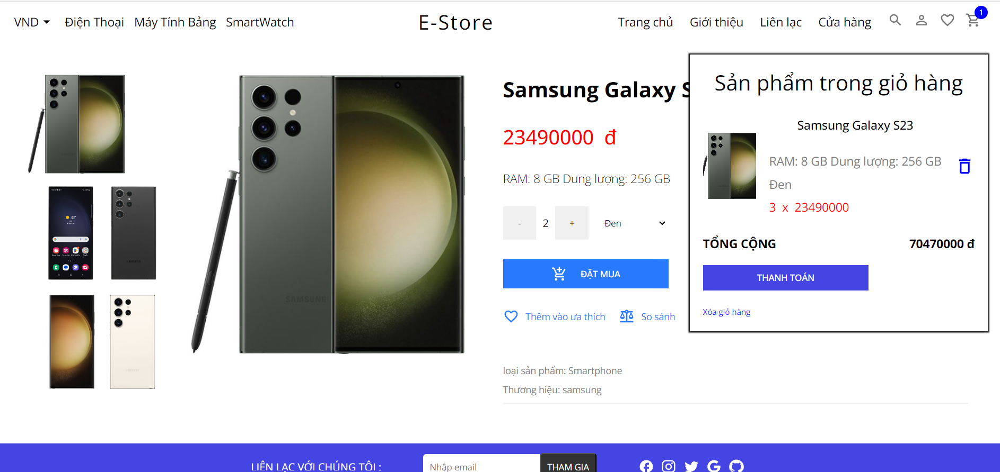 VND Điện Thoại Máy Tính Bảng SmartWatch
E-Store
Trang chủ Giới thiệu Liên lạc Cửa hàng
1
Samsung Galaxy S
23490000 đ
RAM: 8 GB Dung lượng: 256 GB
- 2 + Đen
ĐẶT MUA
Thêm vào ưa thích So sánh
loại sản phẩm: Smartphone
Thương hiệu: samsung
Sản phẩm trong giỏ hàng
Samsung Galaxy S23
RAM: 8 GB Dung lượng: 256 GB
Đen
3 x 23490000
TỔNG CỘNG 70470000 đ
THANH TOÁN
Xóa giỏ hàng
SAMSUNG
32°
LIÊN LẠC VỚI CHÚNG TÔI :
Nhập email
THAM GIA